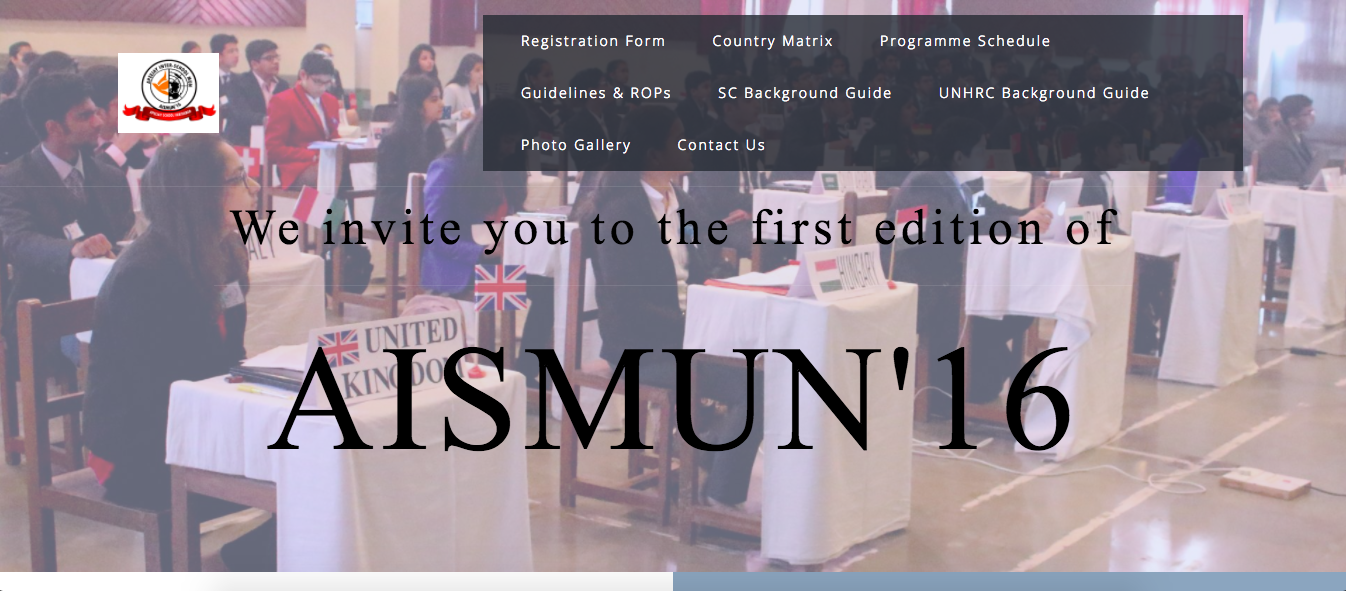 Registration Form Country Matrix Programme Schedule
Guidelines & ROPs SC Background Guide UNHRC Background Guide
Photo Gallery Contact Us
We invite you to the first edition of
HUNGARY
UNITED
KINGDOM
AISMUN'16